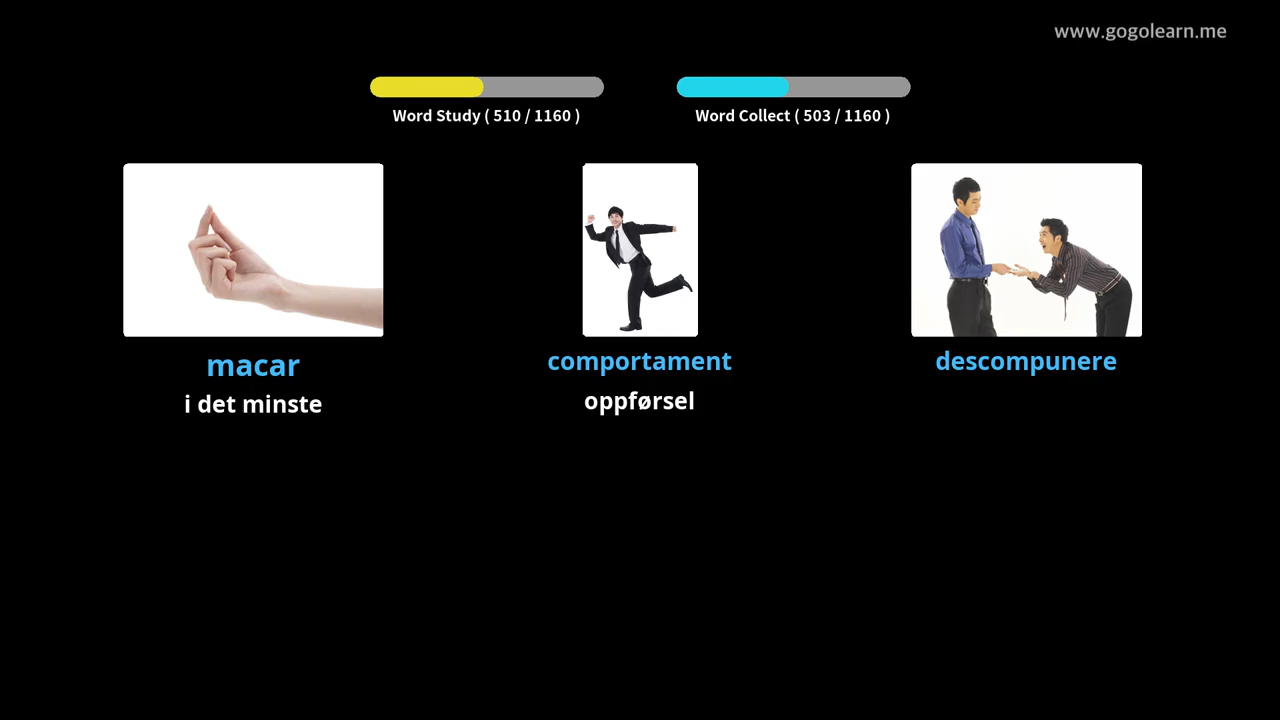 www.gogolearn.me
Word Study ( 510 / 1160 )
Word Collect ( 503 / 1160 )
macar
comportament
descompunere
i det minste
oppførsel